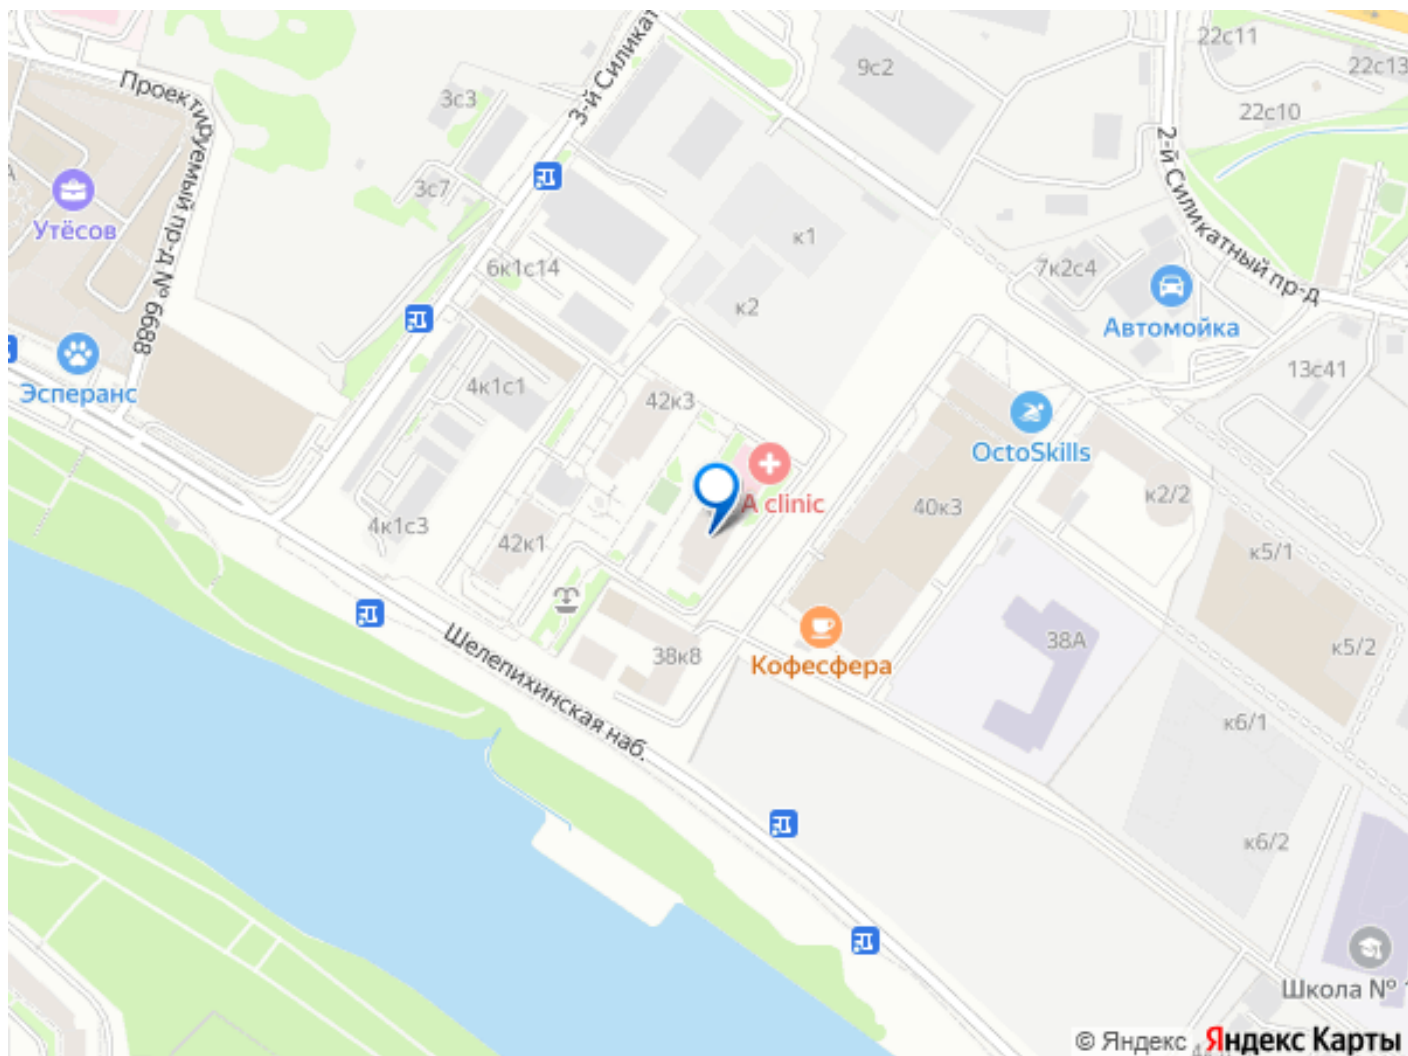 22с11
22с13
9с2
3с3
22с10
Проектируемый пр-д № 6688
3-й Силикат
2-й Силикатный пр-д
3с7
Утёсов
к1
6к1с14
7к2с4
к2
Автомойка
Эсперанс
4к1с1
13с41
42к3
OctoSkills
A clinic
к2/2
40к3
4к1с3
42к1
к5/1
Шелепихинская наб.
38к8
38А
Кофесфера
к5/2
к6/1
к6/2
Школа №
© Яндекс Яндекс Карты